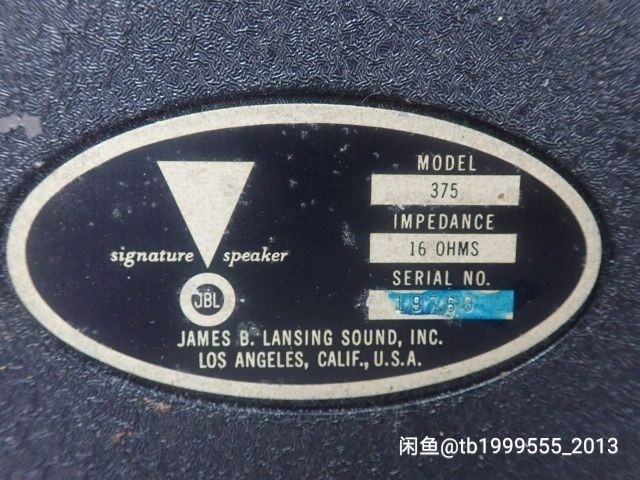 MODEL
375
IMPEDANCE
16 OHMS
signature speaker
SERIAL NO.
JBL
JAMES B. LANSING SOUND, INC.
LOS ANGELES, CALIF., U.S.A.
闲鱼@tb1999555_2013